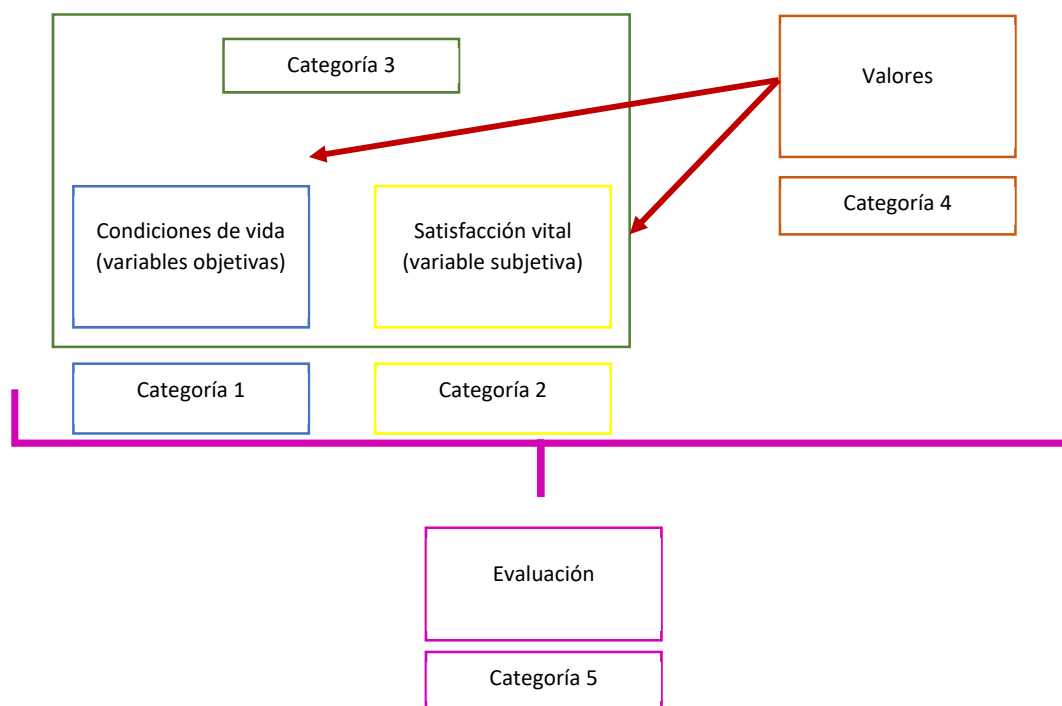 Categoría 3
Valores
Categoría 4
Condiciones de vida
(variables objetivas)
Satisfacción vital
(variable subjetiva)
Categoría 1
Categoría 2
Evaluación
Categoría 5